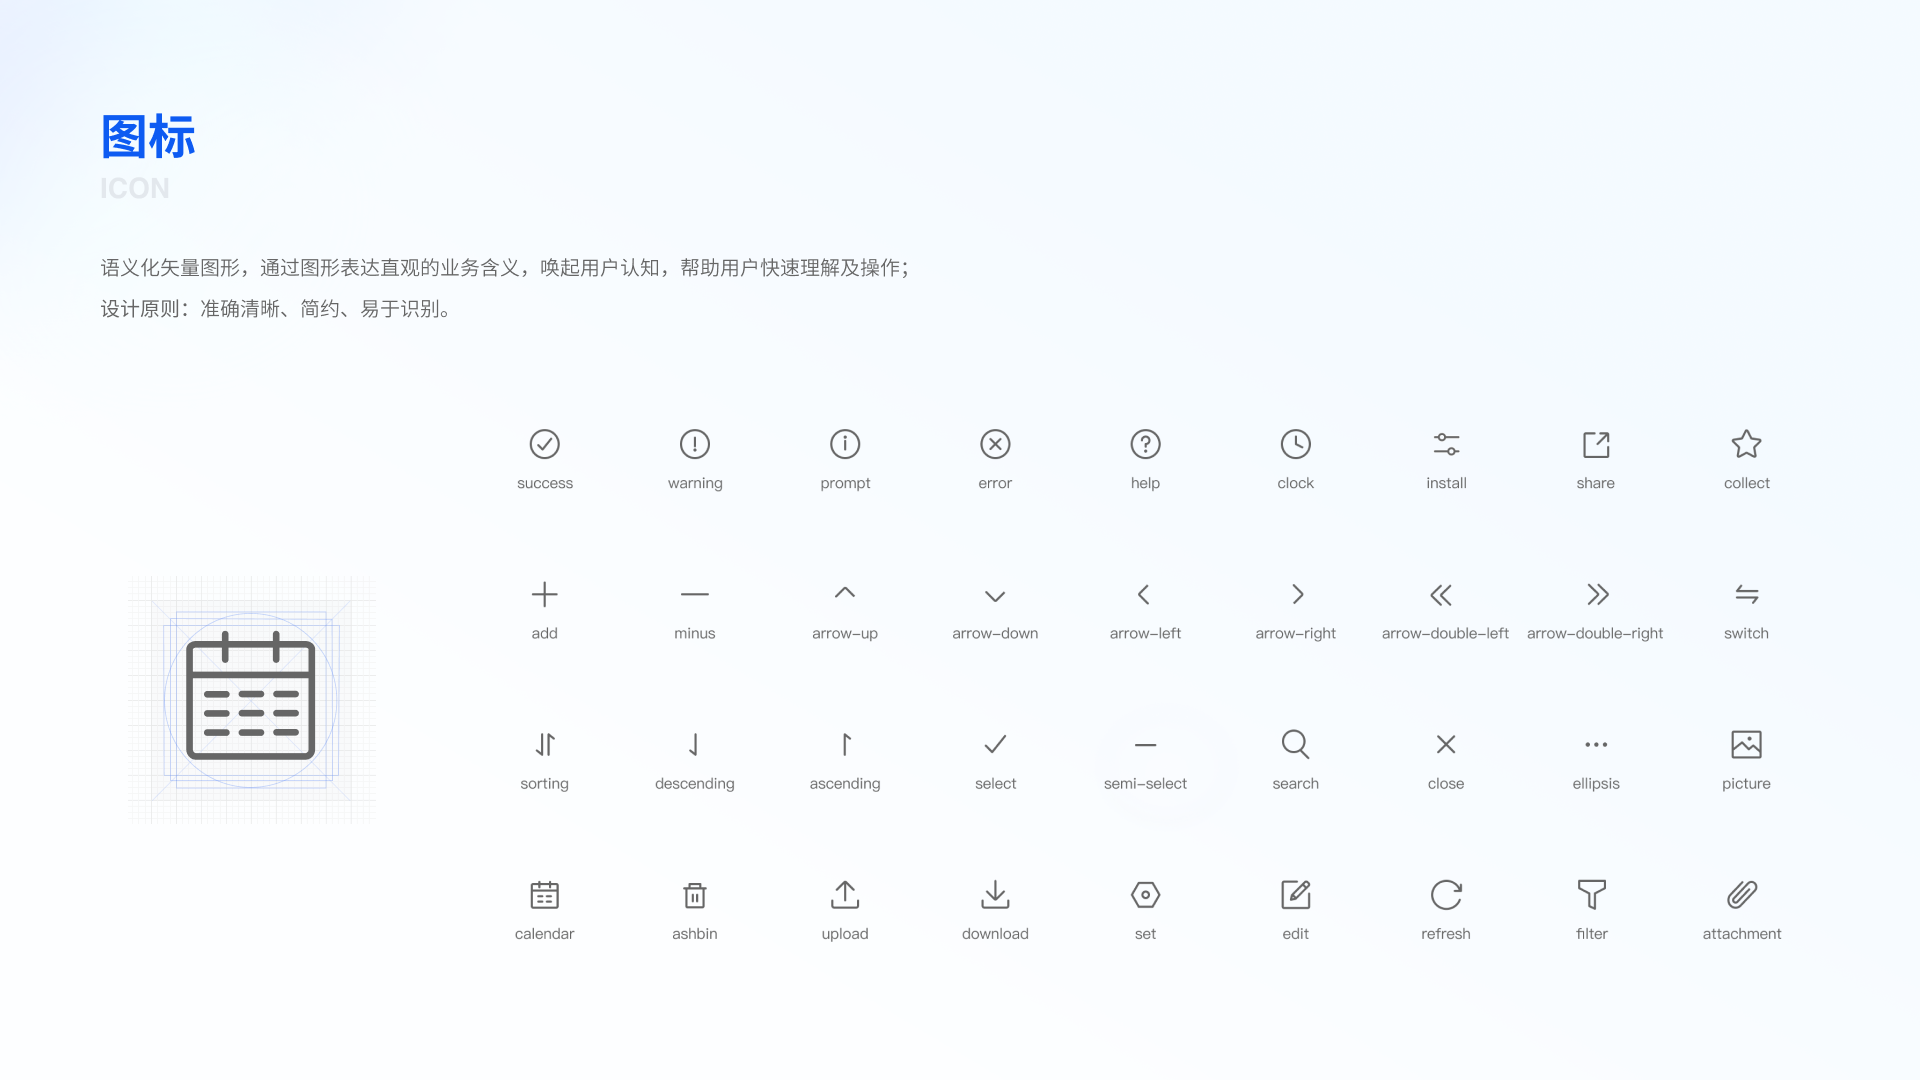 图标
ICON
语义化矢量图形，通过图形表达直观的业务含义，唤起用户认知，帮助用户快速理解及操作；
设计原则：准确清晰、简约、易于识别。
success warning prompt error help clock install share collect
add minus arrow-up arrow-down arrow-left arrow-right arrow-double-left arrow-double-right switch
sorting descending ascending select semi-select search close ellipsis picture
calendar ashbin upload download set edit refresh filter attachment